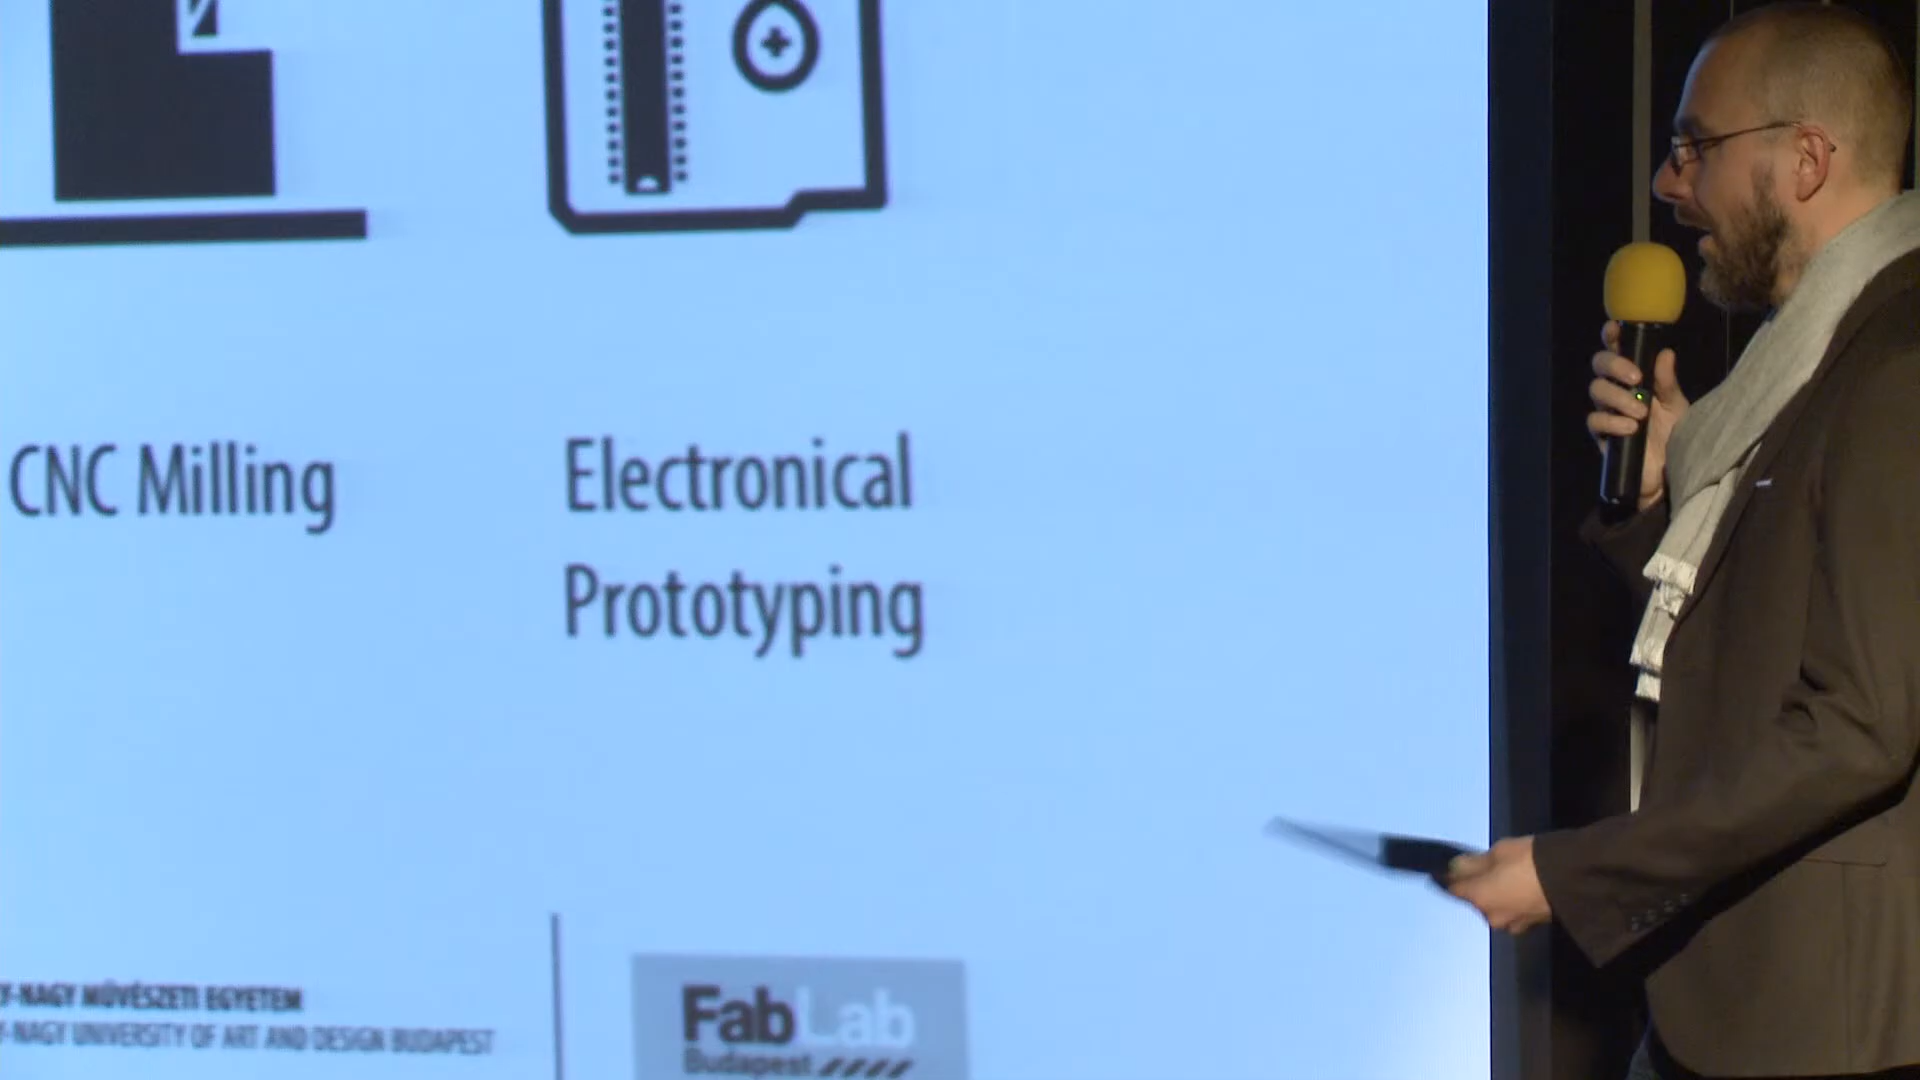 CNC Milling
Electronical
Prototyping
Y-NAGY MŰVÉSZETI EGYETEM
Y-NAGY UNIVERSITY OF ART AND DESIGN BUDAPEST
FabLab
Budapest